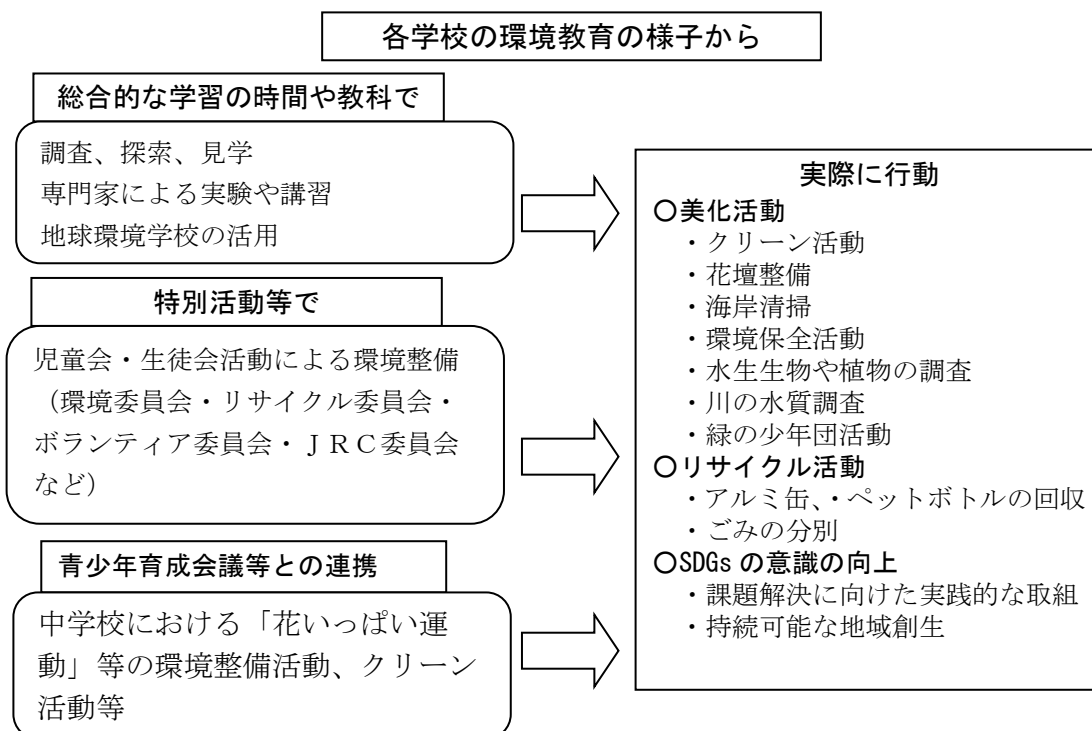 各学校の環境教育の様子から
総合的な学習の時間や教科で
調査、探索、見学
専門家による実験や講習
地球環境学校の活用
特別活動等で
児童会・生徒会活動による環境整備
（環境委員会・リサイクル委員会・
ボランティア委員会・ＪＲＣ委員会
など）
青少年育成会議等との連携
中学校における「花いっぱい運
動」等の環境整備活動、クリーン
活動等
実際に行動
〇美化活動
・クリーン活動
・花壇整備
・海岸清掃
・環境保全活動
・水生生物や植物の調査
・川の水質調査
・緑の少年団活動
〇リサイクル活動
・アルミ缶、・ペットボトルの回収
・ごみの分別
〇SDGs の意識の向上
・課題解決に向けた実践的な取組
・持続可能な地域創生